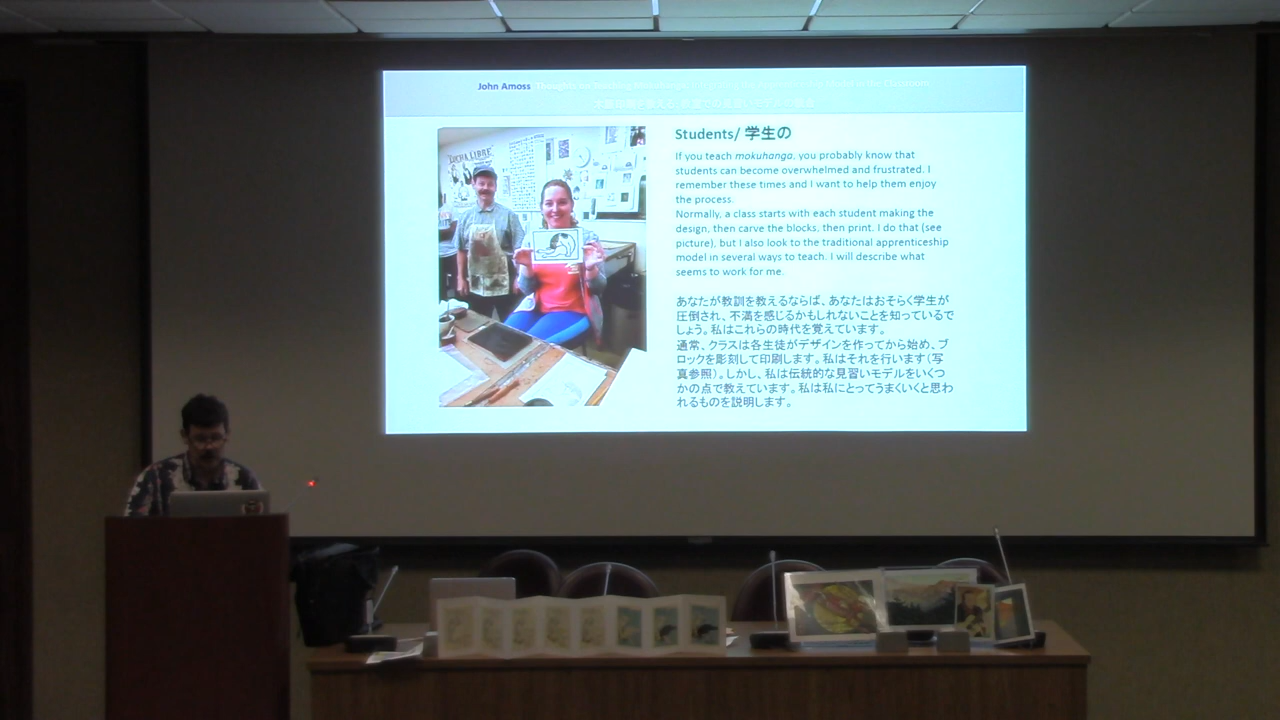 John Amoss Thoughts on Teaching Mokuhanga: Model in the Classroom
Students/ 学生の
If you teach mokuhanga, you probably know that
students can become overwhelmed and frustrated. I
remember these times and I want to help them enjoy
the process.
Normally, a class starts with each student making the
design, then carve the blocks, then print. I do that (see
picture), but I also look to the traditional apprenticeship
model in several ways to teach. I will describe what
seems to work for me.
あなたが教訓を教えるならば、あなたはおそらく学生が
圧倒され、不満を感じるかもしれないことを知っているで
しょう。私はこれらの時代を覚えています。
通常、クラスは各生徒がデザインを作ってから始め、ブ
ロックを彫刻して印刷します。私はそれを行います（写
真参照）。しかし、私は伝統的な見習いモデルをいくつ
かの点で教えています。私は私にとってうまくいくと思わ
れるものを説明します。
LUCHA LIBRE